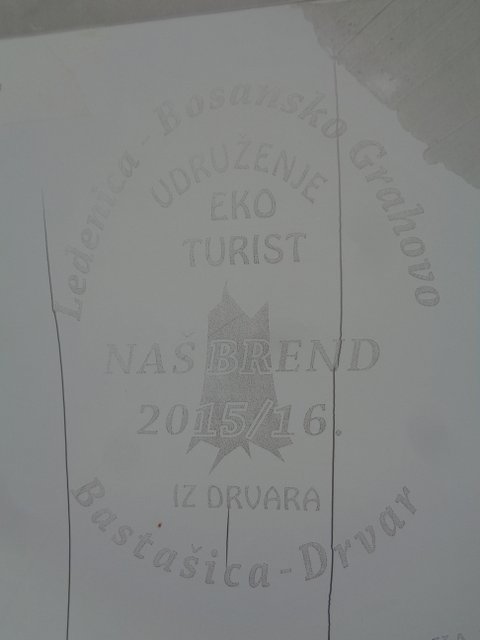 Ledenica - Bosansko Grahovo
UDRUŽENJE
EKO
TURIST
NAŠ BREND
2015/16.
IZ DRVARA
Bastašica - Drvar